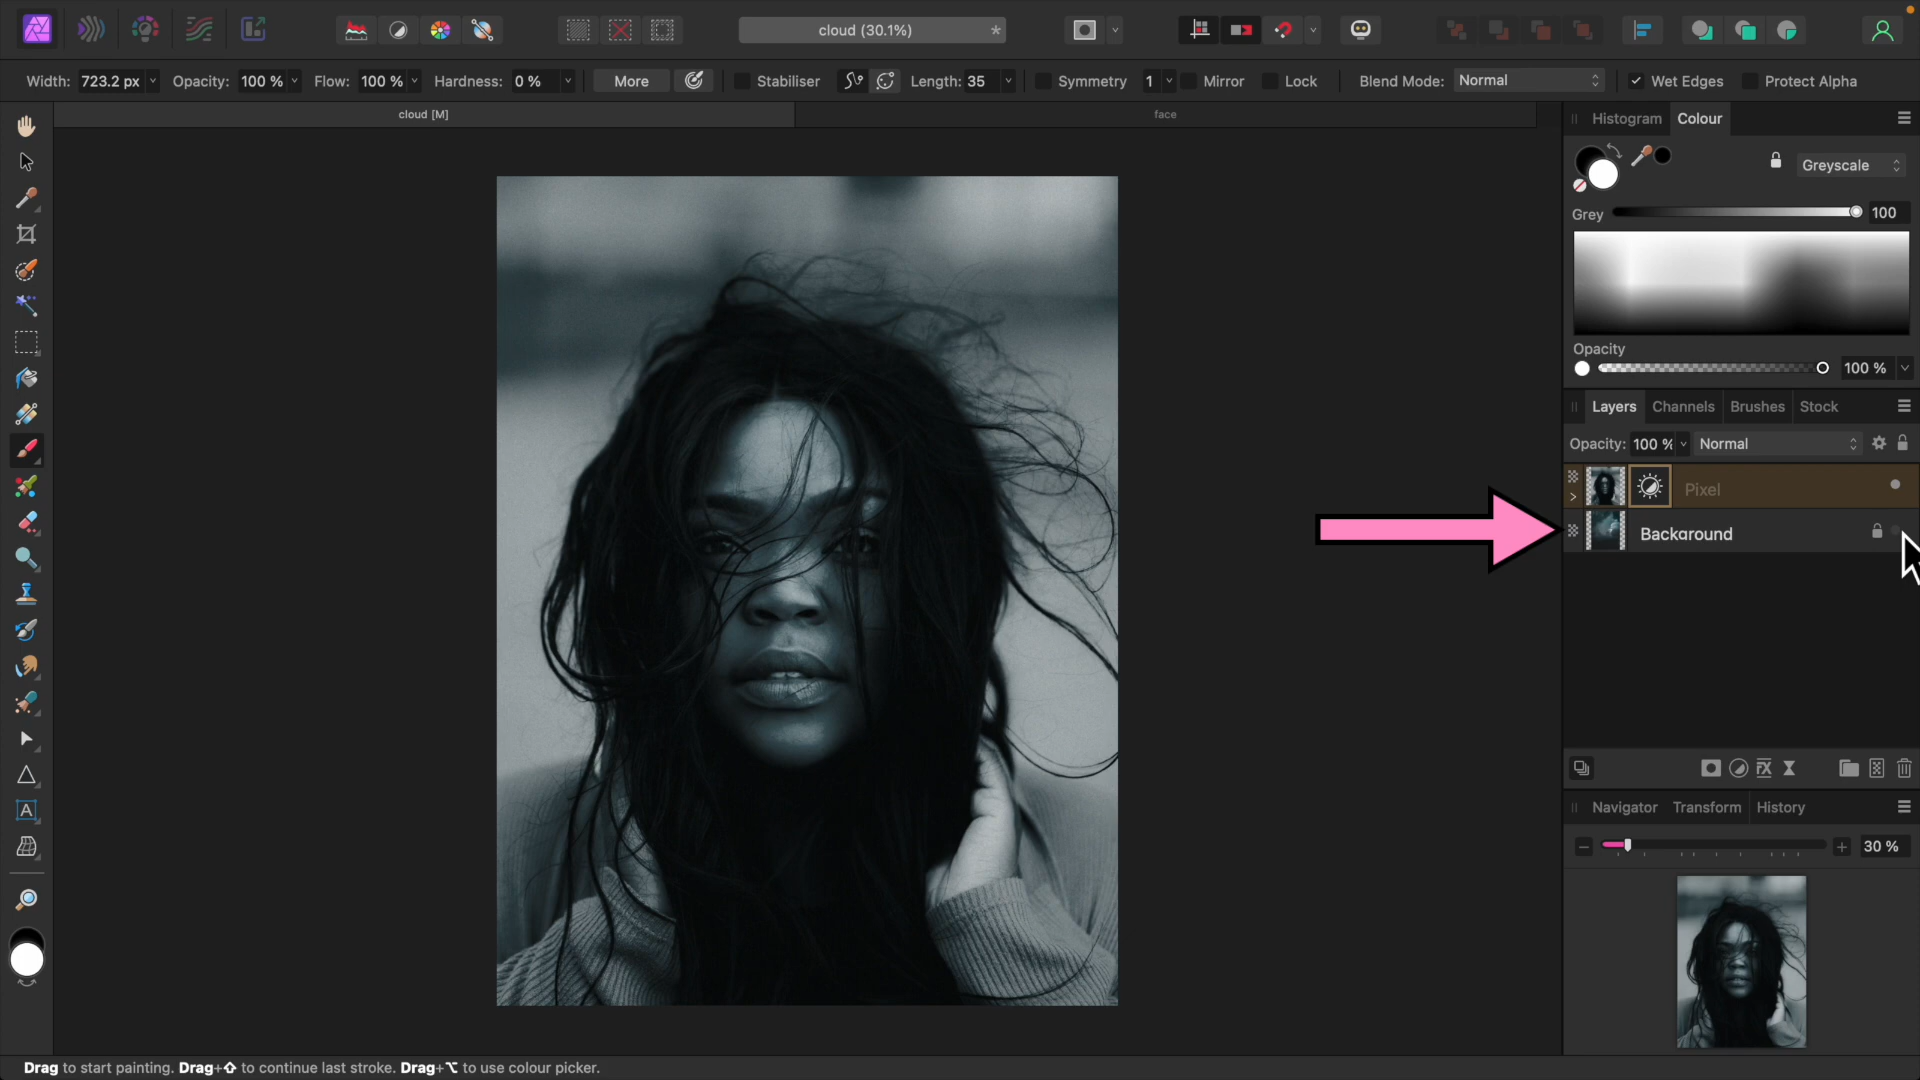 cloud (30.1%) *
Width: 723.2 px Opacity: 100 % Flow: 100 % Hardness: 0 % More Stabiliser Length: 35 Symmetry 1 Mirror Lock Blend Mode: Normal Wet Edges Protect Alpha
cloud [M] face
Histogram Colour
Greyscale
Grey 100
Opacity
100 %
Layers Channels Brushes Stock
Opacity: 100 % Normal
Pixel
Background
fx
Navigator Transform History
30 %
A
Drag to start painting. Drag+⇧ to continue last stroke. Drag+⌥ to use colour picker.